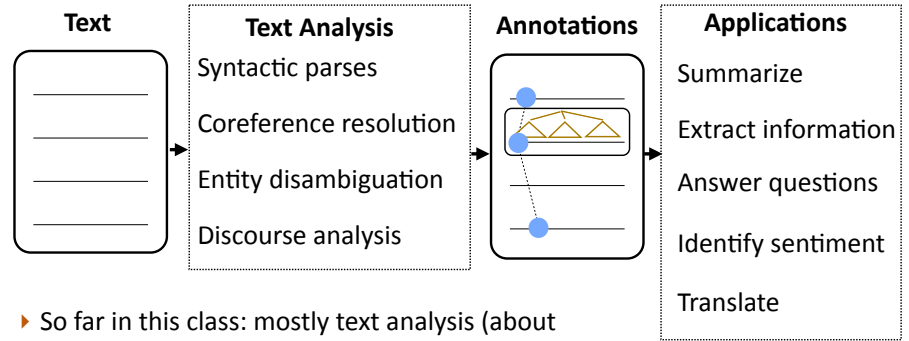 Text
Text Analysis
Syntactic parses
Coreference resolution
Entity disambiguation
Discourse analysis
Annotations
Applications
Summarize
Extract information
Answer questions
Identify sentiment
Translate
‣ So far in this class: mostly text analysis (about